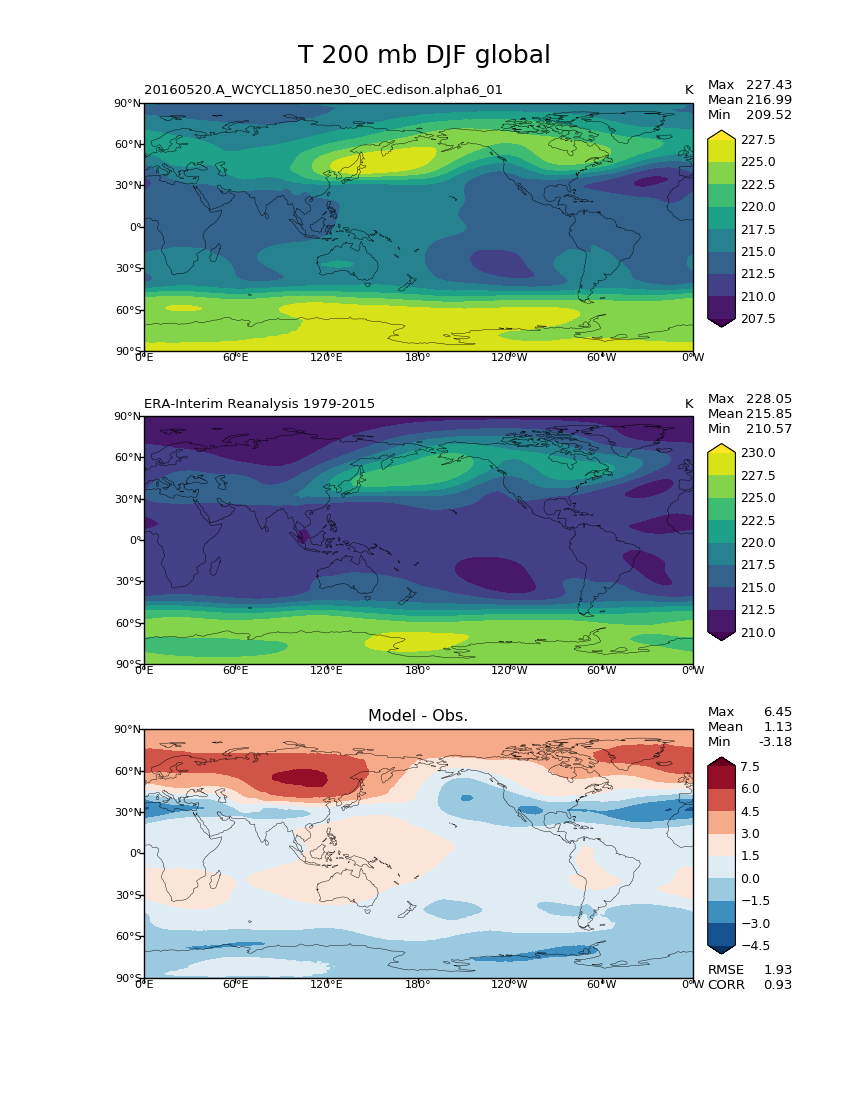 T 200 mb DJF global
20160520.A_WCYCL1850.ne30_oEC.edison.alpha6_01 K
Max 227.43
Mean 216.99
Min 209.52
90°N
60°N
30°N
0°
30°S
60°S
90°S
0°E 60°E 120°E 180° 120°W 60°W 0°W
227.5
225.0
222.5
220.0
217.5
215.0
212.5
210.0
207.5
ERA-Interim Reanalysis 1979-2015 K
Max 228.05
Mean 215.85
Min 210.57
90°N
60°N
30°N
0°
30°S
60°S
90°S
0°E 60°E 120°E 180° 120°W 60°W 0°W
230.0
227.5
225.0
222.5
220.0
217.5
215.0
212.5
210.0
Model - Obs.
Max 6.45
Mean 1.13
Min -3.18
90°N
60°N
30°N
0°
30°S
60°S
90°S
0°E 60°E 120°E 180° 120°W 60°W 0°W
7.5
6.0
4.5
3.0
1.5
0.0
−1.5
−3.0
−4.5
RMSE 1.93
CORR 0.93